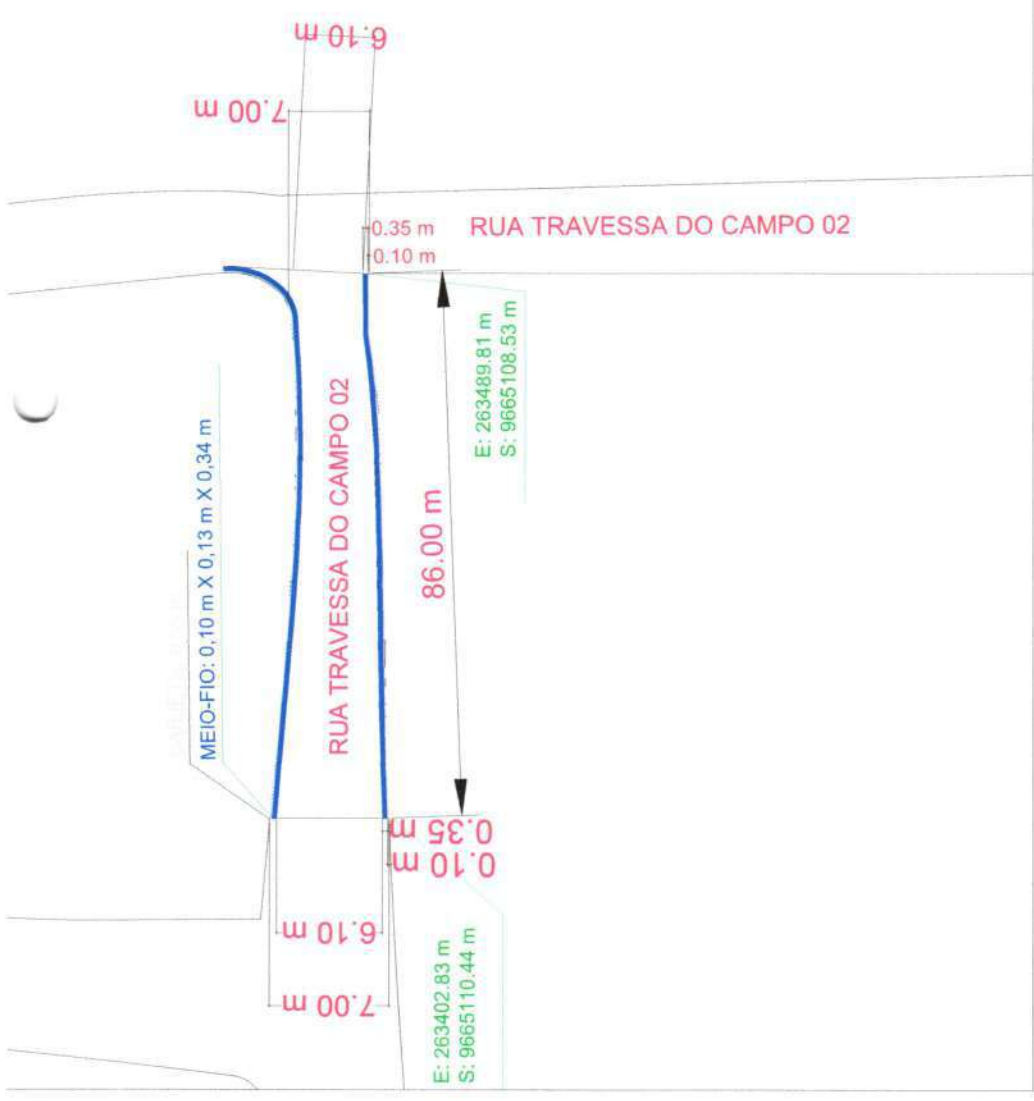 6.10 m
7.00 m
0.35 m
0.10 m
RUA TRAVESSA DO CAMPO 02
E: 263489.81 m
S: 9665108.53 m
MEIO-FIO: 0,10 m X 0,13 m X 0,34 m
RUA TRAVESSA DO CAMPO 02
86.00 m
0.35 m
0.10 m
6.10 m
7.00 m
E: 263402.83 m
S: 9665110.44 m